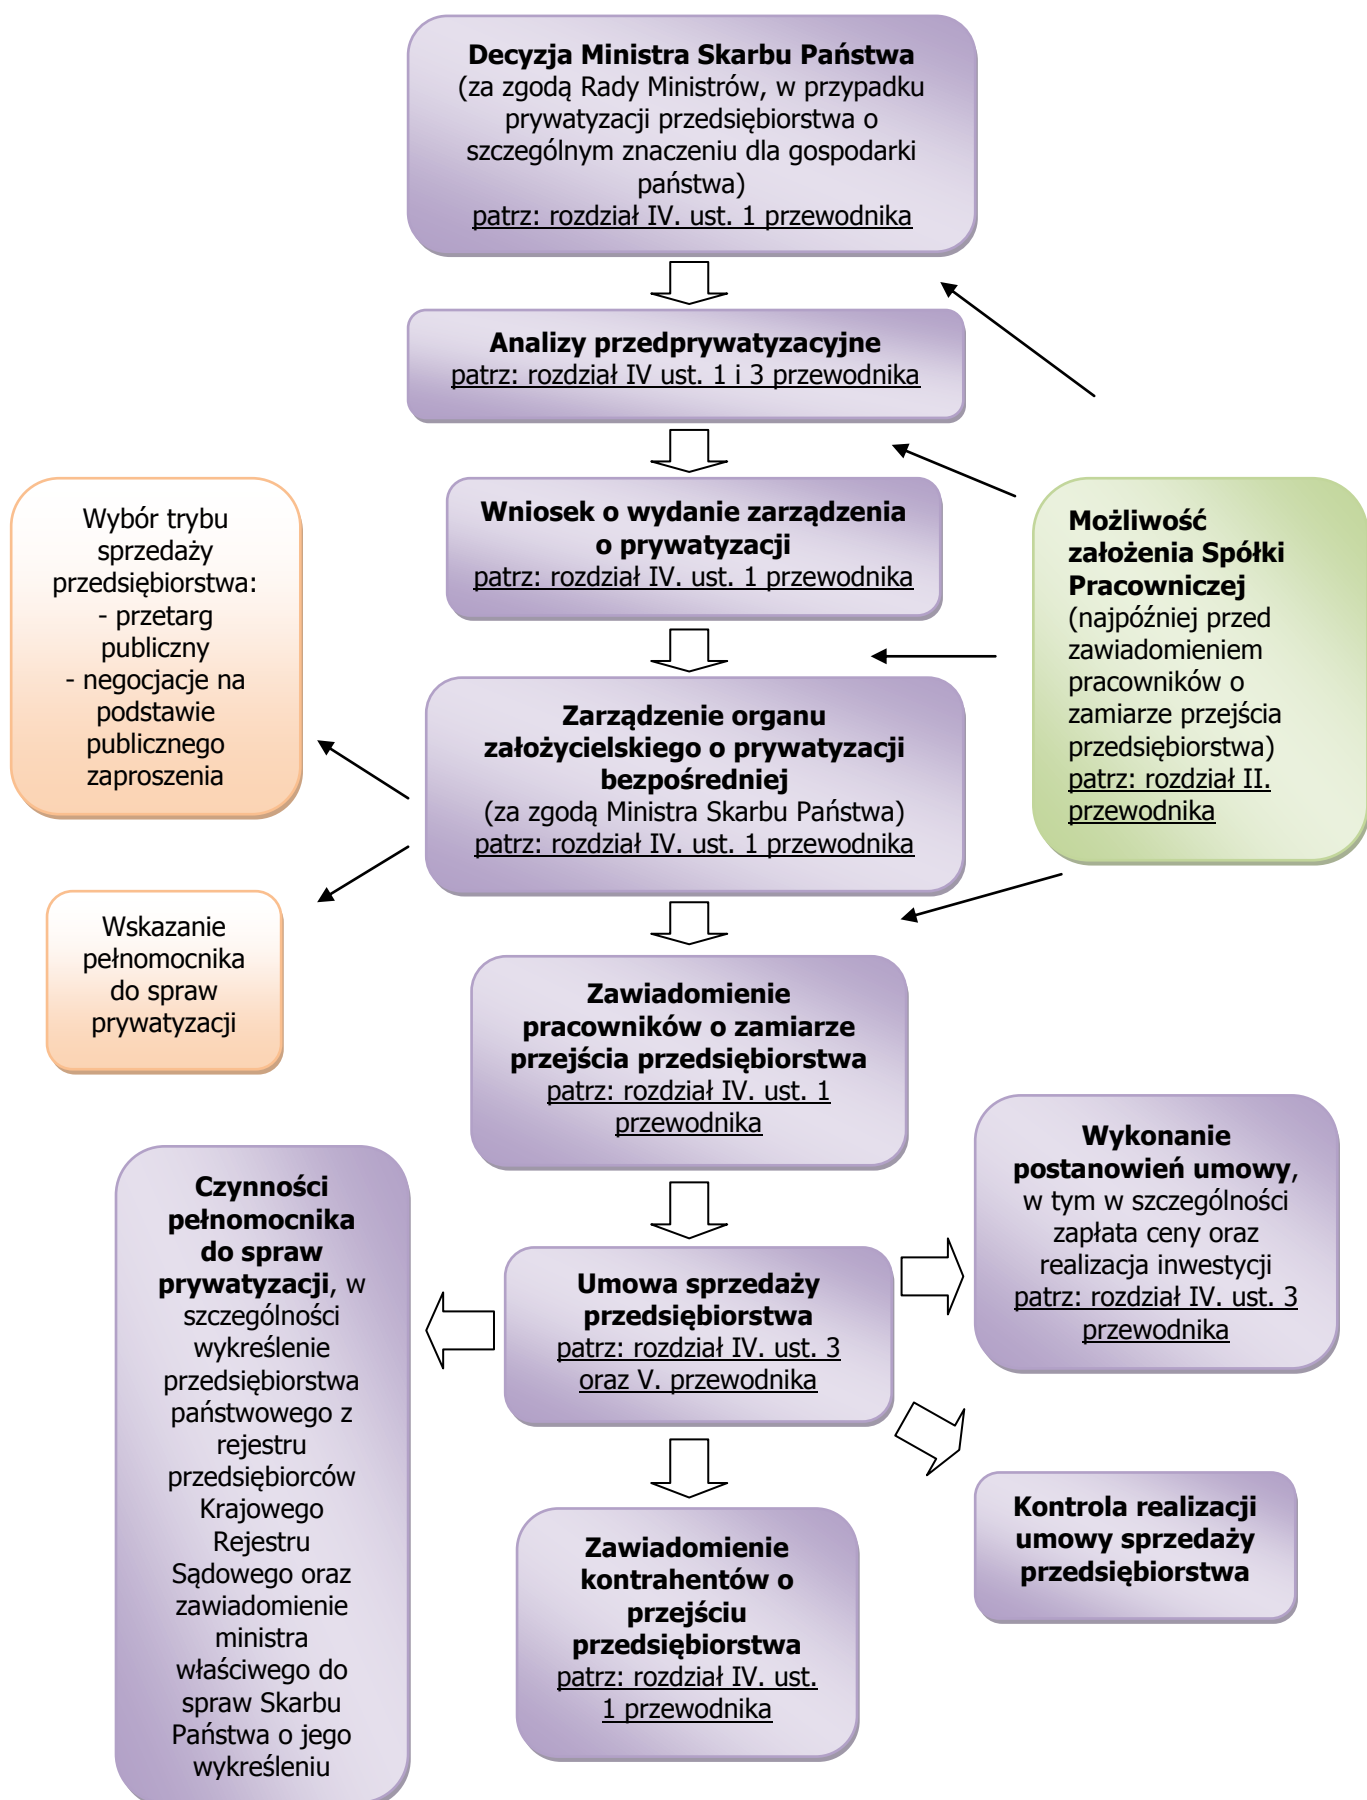 Decyzja Ministra Skarbu Państwa
(za zgodą Rady Ministrów, w przypadku
prywatyzacji przedsiębiorstwa o
szczególnym znaczeniu dla gospodarki
państwa)
patrz: rozdział IV. ust. 1 przewodnika
Analizy przedprywatyzacyjne
patrz: rozdział IV ust. 1 i 3 przewodnika
Wniosek o wydanie zarządzenia
o prywatyzacji
patrz: rozdział IV. ust. 1 przewodnika
Wybór trybu
sprzedaży
przedsiębiorstwa:
- przetarg
publiczny
- negocjacje na
podstawie
publicznego
zaproszenia
Możliwość
założenia Spółki
Pracowniczej
(najpóźniej przed
zawiadomieniem
pracowników o
zamiarze przejścia
przedsiębiorstwa)
patrz: rozdział II.
przewodnika
Zarządzenie organu
założycielskiego o prywatyzacji
bezpośredniej
(za zgodą Ministra Skarbu Państwa)
patrz: rozdział IV. ust. 1 przewodnika
Wskazanie
pełnomocnika
do spraw
prywatyzacji
Zawiadomienie
pracowników o zamiarze
przejścia przedsiębiorstwa
patrz: rozdział IV. ust. 1
przewodnika
Wykonanie
postanowień umowy,
w tym w szczególności
zapłata ceny oraz
realizacja inwestycji
patrz: rozdział IV. ust. 3
przewodnika
Czynności
pełnomocnika
do spraw
prywatyzacji, w
szczególności
wykreślenie
przedsiębiorstwa
państwowego z
rejestru
przedsiębiorców
Krajowego
Rejestru
Sądowego oraz
zawiadomienie
ministra
właściwego do
spraw Skarbu
Państwa o jego
wykreśleniu
Umowa sprzedaży
przedsiębiorstwa
patrz: rozdział IV. ust. 3
oraz V. przewodnika
Kontrola realizacji
umowy sprzedaży
przedsiębiorstwa
Zawiadomienie
kontrahentów o
przejściu
przedsiębiorstwa
patrz: rozdział IV. ust.
1 przewodnika